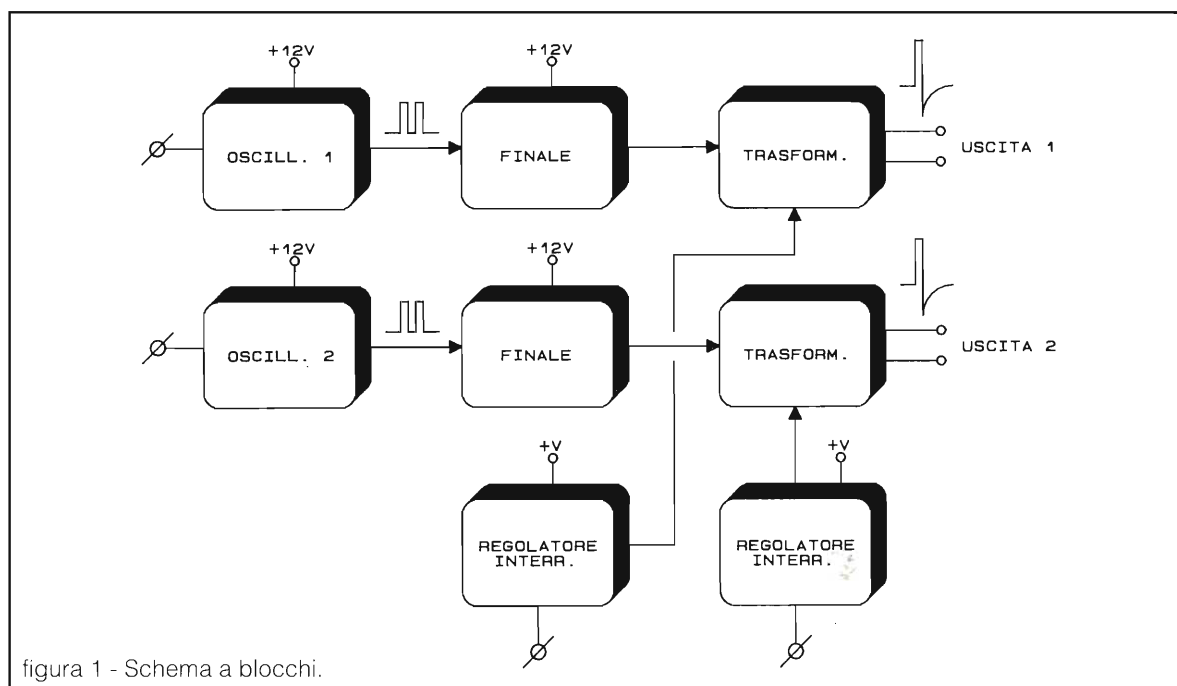 +12V
+12V
OSCILL. 1
FINALE
TRASFORM.
USCITA 1
+12V
+12V
OSCILL. 2
FINALE
TRASFORM.
USCITA 2
+V
+V
REGOLATORE
INTERR.
REGOLATORE
INTERR.
figura 1 - Schema a blocchi.